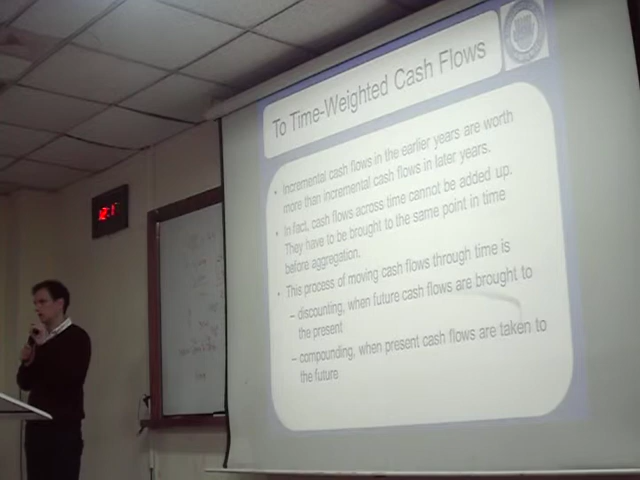 To Time-Weighted Cash Flows
• Incremental cash flows in the earlier years are worth
more than incremental cash flows in later years.
• In fact, cash flows across time cannot be added up.
They have to be brought to the same point in time
before aggregation.
• This process of moving cash flows through time is
– discounting, when future cash flows are brought to
the present
– compounding, when present cash flows are taken to
the future